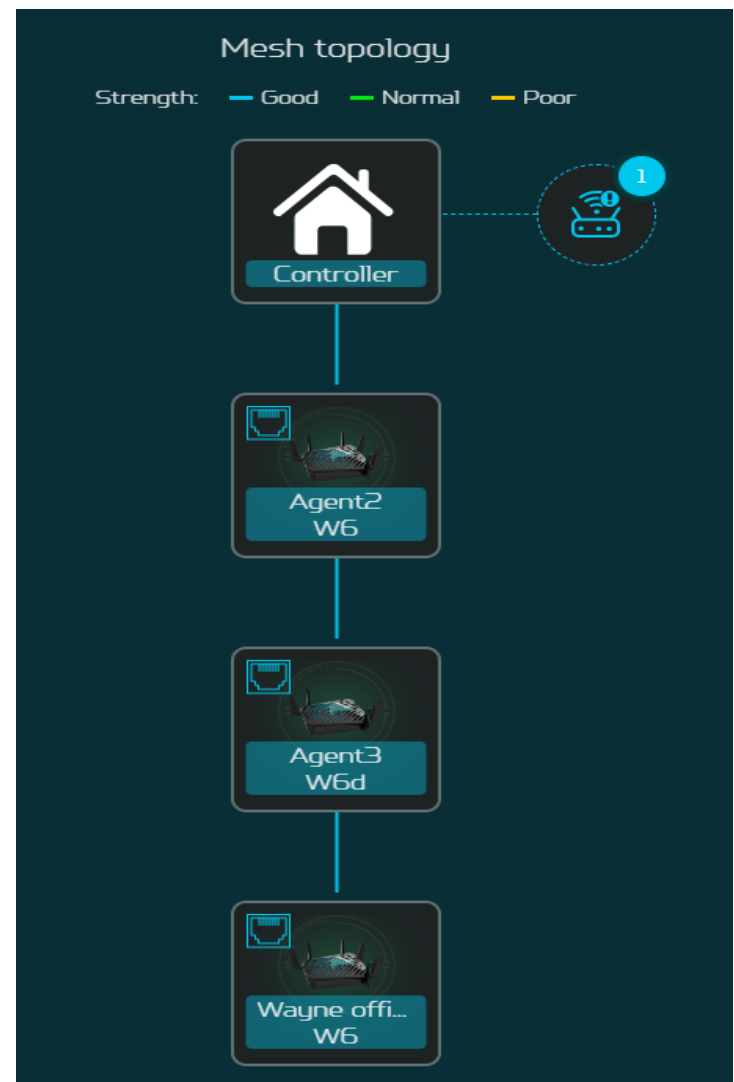 Mesh topology
Strength: Good Normal Poor
1
Controller
Agent2
W6
Agent3
W6d
Wayne offi...
W6